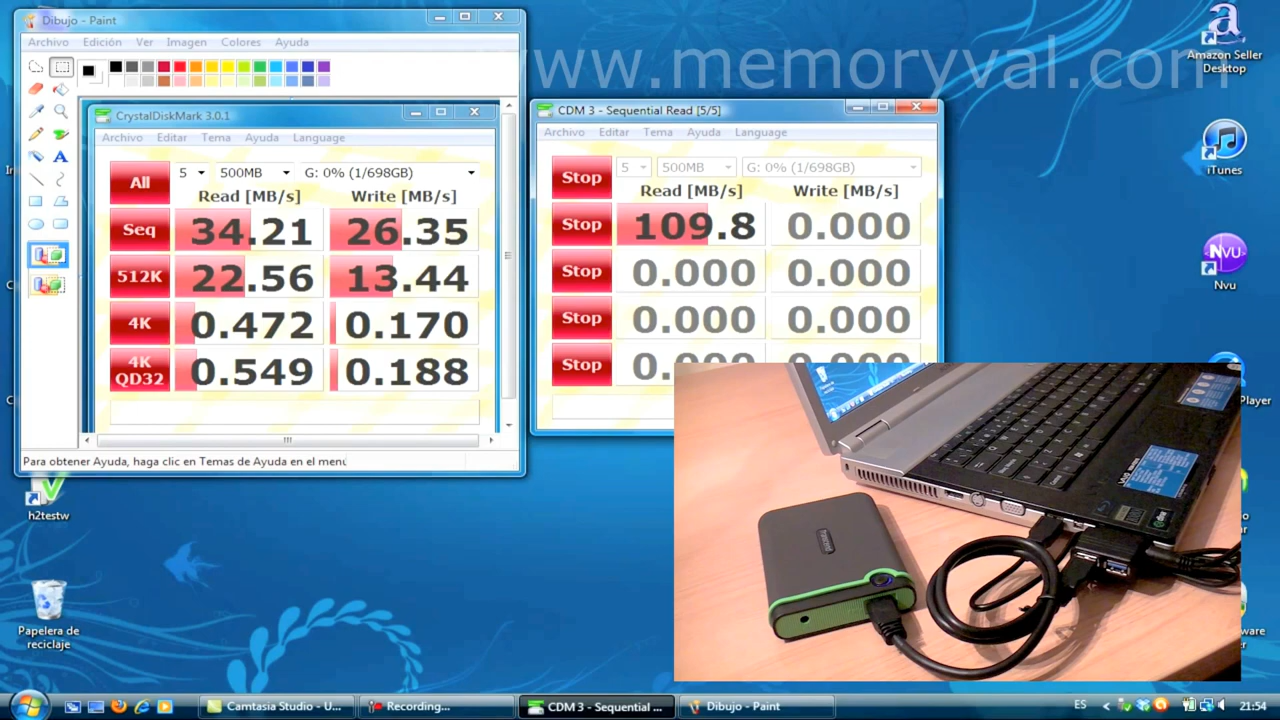 Dibujo - Paint
Archivo Edición Ver Imagen Colores Ayuda
www.memoryval.com
Amazon Seller
Desktop
CrystalDiskMark 3.0.1
Archivo Editar Tema Ayuda Language
All 5 500MB G: 0% (1/698GB)
Read [MB/s] Write [MB/s]
Seq 34.21 26.35
512K 22.56 13.44
4K 0.472 0.170
4K
QD32 0.549 0.188
Para obtener Ayuda, haga clic en Temas de Ayuda en el menú
CDM 3 - Sequential Read [5/5]
Archivo Editar Tema Ayuda Language
Stop 5 500MB G: 0% (1/698GB)
Read [MB/s] Write [MB/s]
Stop 109.8 0.000
Stop 0.000 0.000
Stop 0.000 0.000
Stop
iTunes
Nvu
Player
h2testw
Papelera de
reciclaje
Transcend
Camtasia Studio - U...
Recording...
CDM 3 - Sequential ...
Dibujo - Paint
ES
21:54